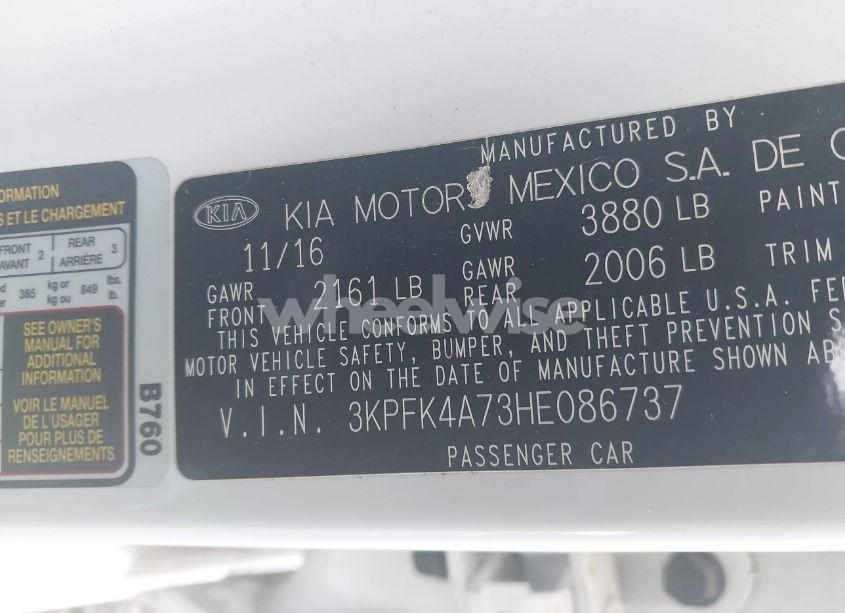 ORMATION
S ET LE CHARGEMENT
FRONT
AVANT 2 REAR
ARRIÈRE 3
385 kg or
kg ou 849 lbs.
lb.
SEE OWNER'S
MANUAL FOR
ADDITIONAL
INFORMATION
VOIR LE MANUEL
DE L'USAGER
POUR PLUS DE
RENSEIGNEMENTS
B760
MANUFACTURED BY
KIA KIA MOTORS MEXICO S.A. DE C
11/16 GVWR 3880 LB PAINT
GAWR
FRONT 2161 LB GAWR
REAR 2006 LB TRIM
THIS VEHICLE CONFORMS TO ALL APPLICABLE U.S.A. FE
MOTOR VEHICLE SAFETY, BUMPER, AND THEFT PREVENTION S
IN EFFECT ON THE DATE OF MANUFACTURE SHOWN AB
V.I.N. 3KPFK4A73HE086737
PASSENGER CAR
wheelwise